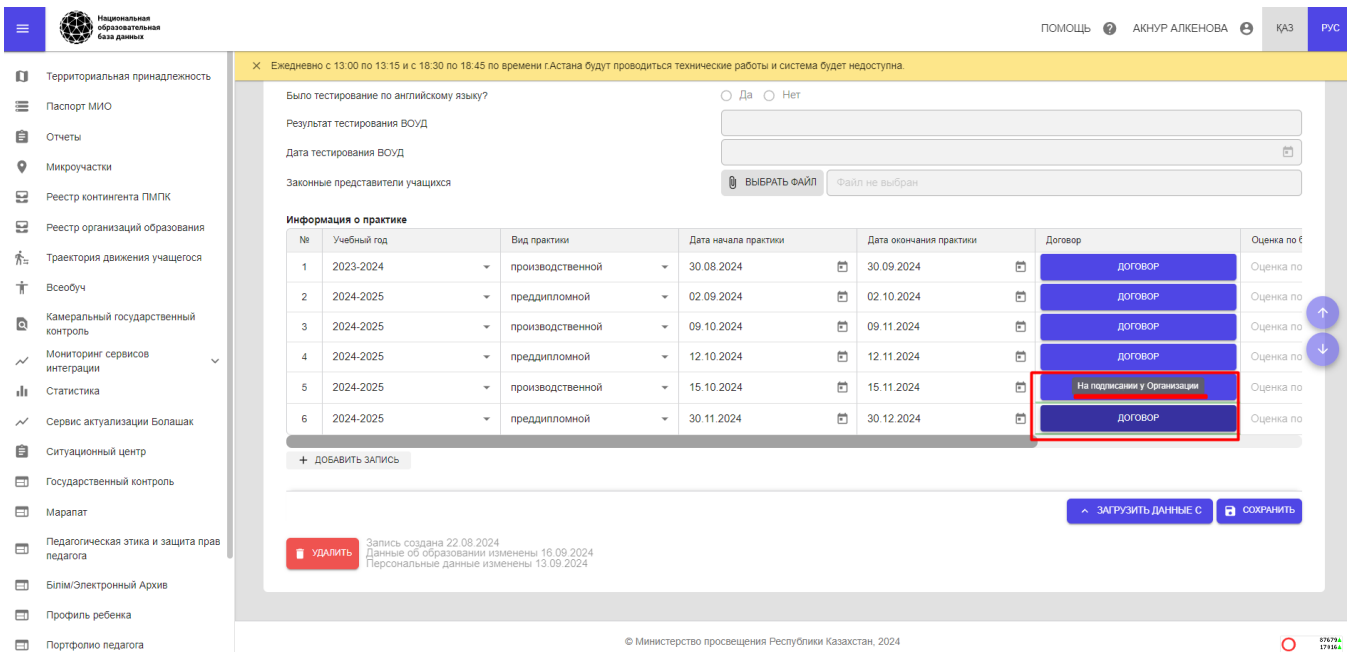 Национальная
образовательная
база данных
ПОМОЩЬ ? АКНУР АЛКЕНОВА ҚАЗ РУС
Ежедневно с 13:00 по 13:15 и с 18:30 по 18:45 по времени г.Астана будут проводиться технические работы и система будет недоступна.
Территориальная принадлежность
Паспорт МИО
Отчеты
Микроучастки
Реестр контингента ПМПК
Реестр организаций образования
Траектория движения учащегося
Всеобуч
Камеральный государственный
контроль
Мониторинг сервисов
интеграции
Статистика
Сервис актуализации Болашак
Ситуационный центр
Государственный контроль
Марапат
Педагогическая этика и защита прав
педагога
Білім/Электронный Архив
Профиль ребенка
Портфолио педагога
Было тестирование по английскому языку? Да Нет
Результат тестирования ВОУД
Дата тестирования ВОУД
Законные представители учащихся ВЫБРАТЬ ФАЙЛ Файл не выбран
Информация о практике
№ Учебный год Вид практики Дата начала практики Дата окончания практики Договор Оценка по б
1 2023-2024 производственной 30.08.2024 30.09.2024 ДОГОВОР Оценка по
2 2024-2025 преддипломной 02.09.2024 02.10.2024 ДОГОВОР Оценка по
3 2024-2025 производственной 09.10.2024 09.11.2024 ДОГОВОР Оценка по
4 2024-2025 преддипломной 12.10.2024 12.11.2024 ДОГОВОР Оценка по
5 2024-2025 производственной 15.10.2024 15.11.2024 На подписании у Организации Оценка по
6 2024-2025 преддипломной 30.11.2024 30.12.2024 ДОГОВОР Оценка по
+ ДОБАВИТЬ ЗАПИСЬ
ЗАГРУЗИТЬ ДАННЫЕ С СОХРАНИТЬ
УДАЛИТЬ
Запись создана 22.08.2024
Данные об образовании изменены 16.09.2024
Персональные данные изменены 13.09.2024
© Министерство просвещения Республики Казахстан, 2024
87679
17016